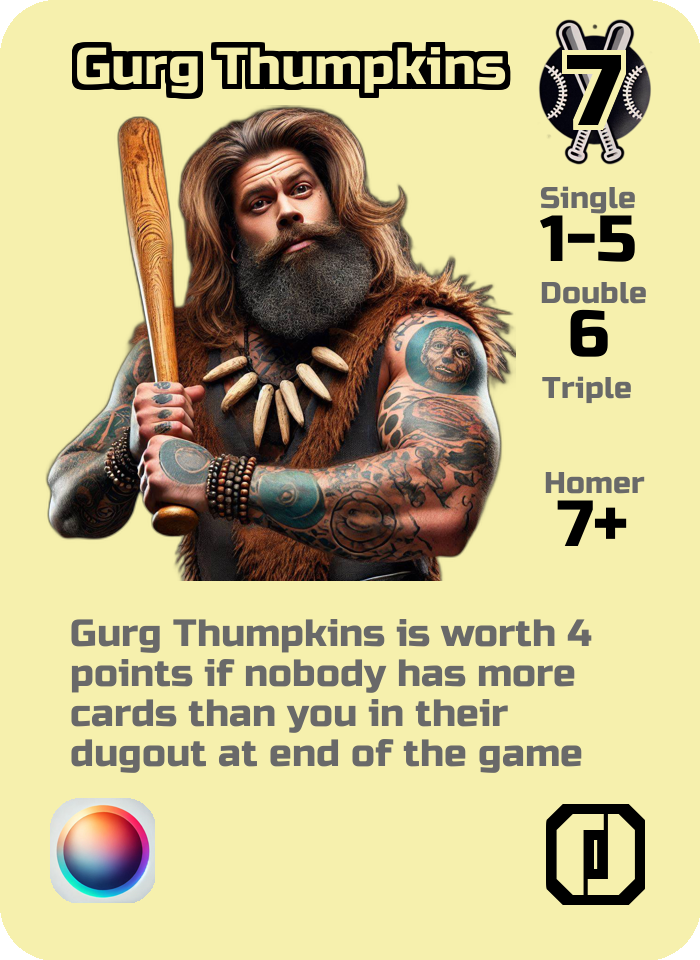 Gurg Thumpkins
7
Single
1-5
Double
6
Triple
Homer
7+
Gurg Thumpkins is worth 4
points if nobody has more
cards than you in their
dugout at end of the game